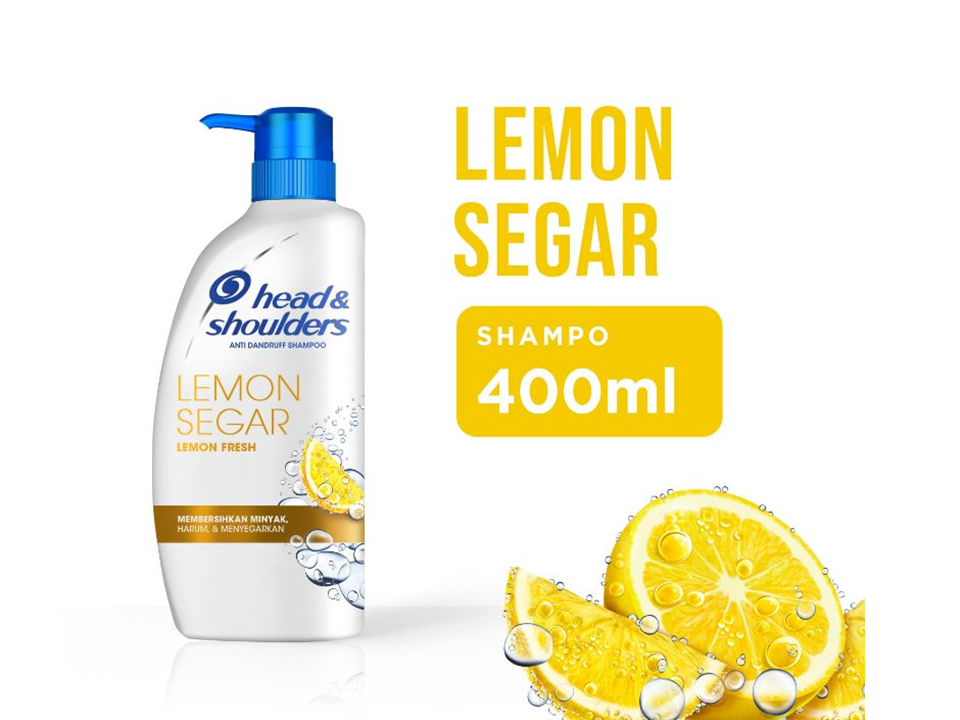 head &
shoulders
ANTI DANDRUFF SHAMPOO
LEMON
SEGAR
LEMON FRESH
MEMBERSIHKAN MINYAK,
HARUM, & MENYEGARKAN
LEMON
SEGAR
SHAMPO
400ml